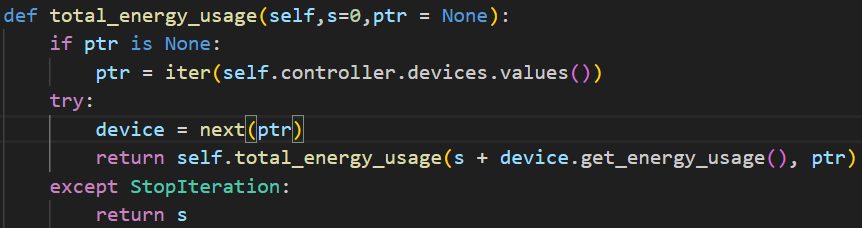 def total_energy_usage(self,s=0,ptr = None):
    if ptr is None:
        ptr = iter(self.controller.devices.values())
    try:
        device = next(ptr)
        return self.total_energy_usage(s + device.get_energy_usage(), ptr)
    except StopIteration:
        return s